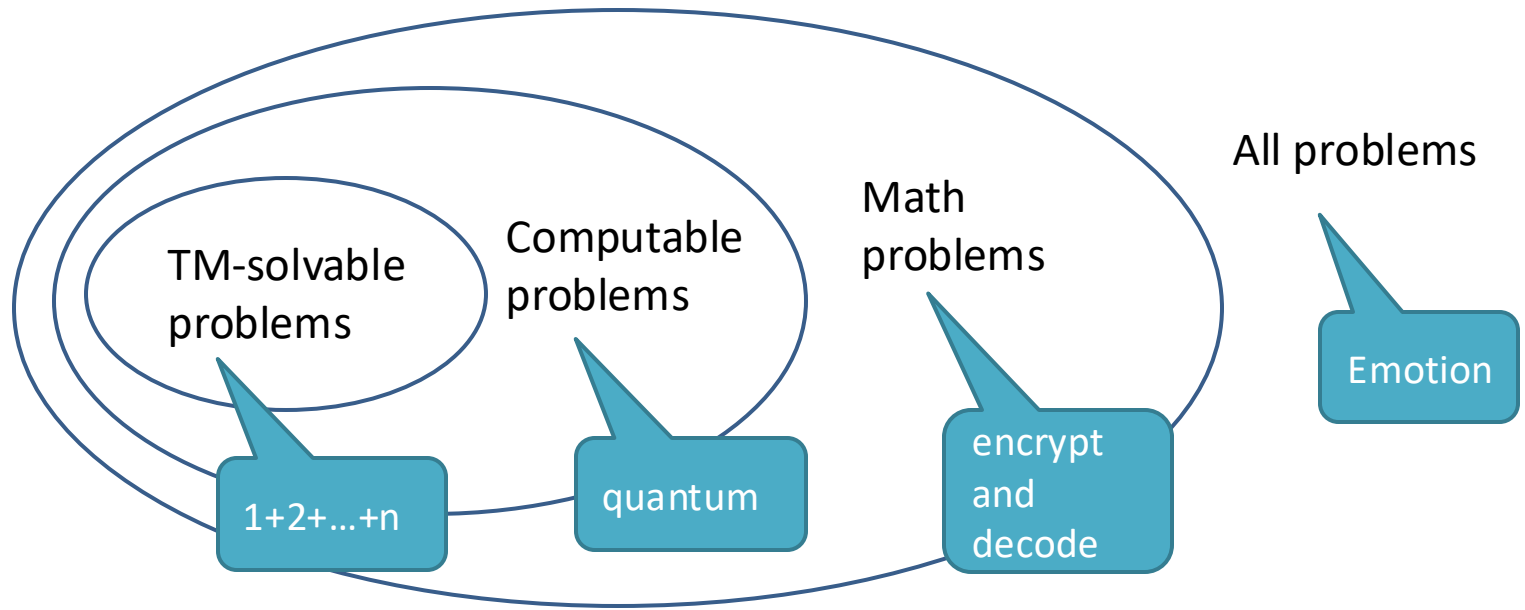 All problems
Math
problems
Computable
problems
TM-solvable
problems
Emotion
encrypt
and
decode
quantum
1+2+...+n